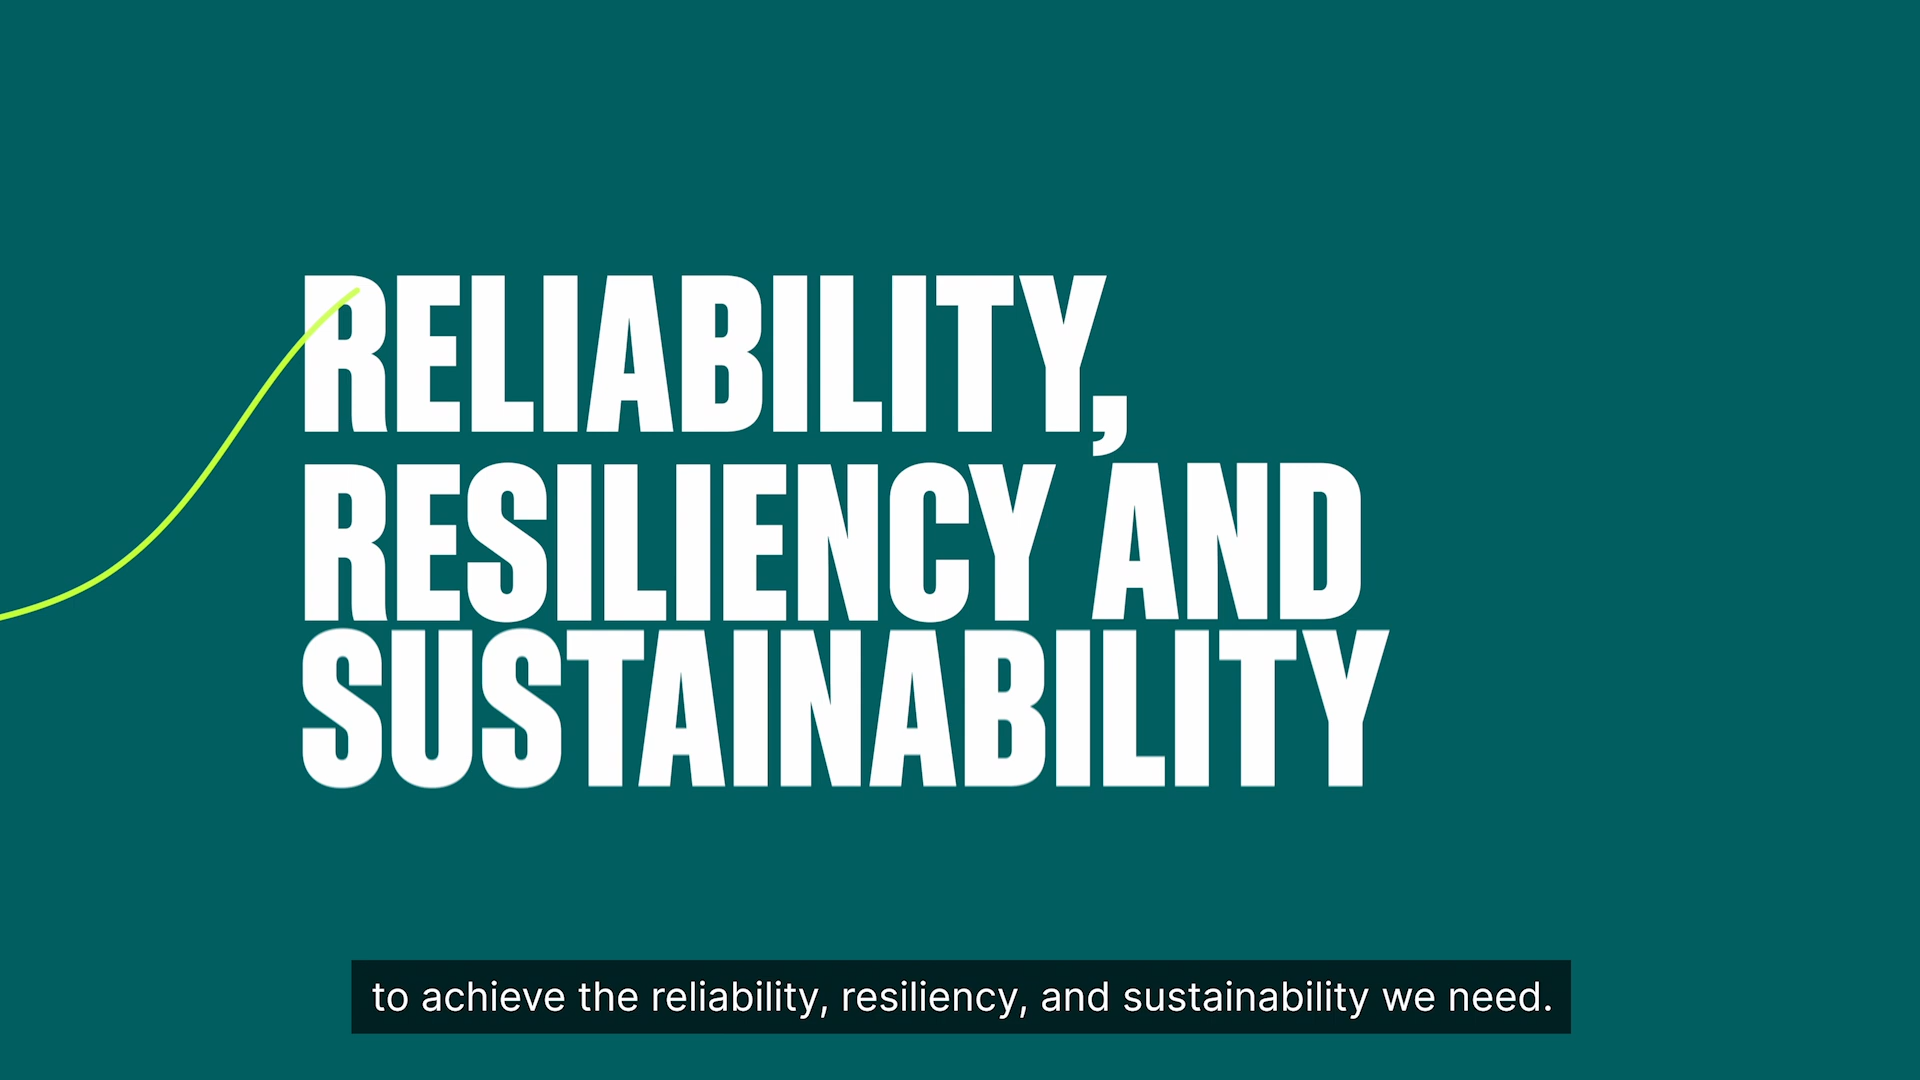 RELIABILITY,
RESILIENCY AND
SUSTAINABILITY
to achieve the reliability, resiliency, and sustainability we need.